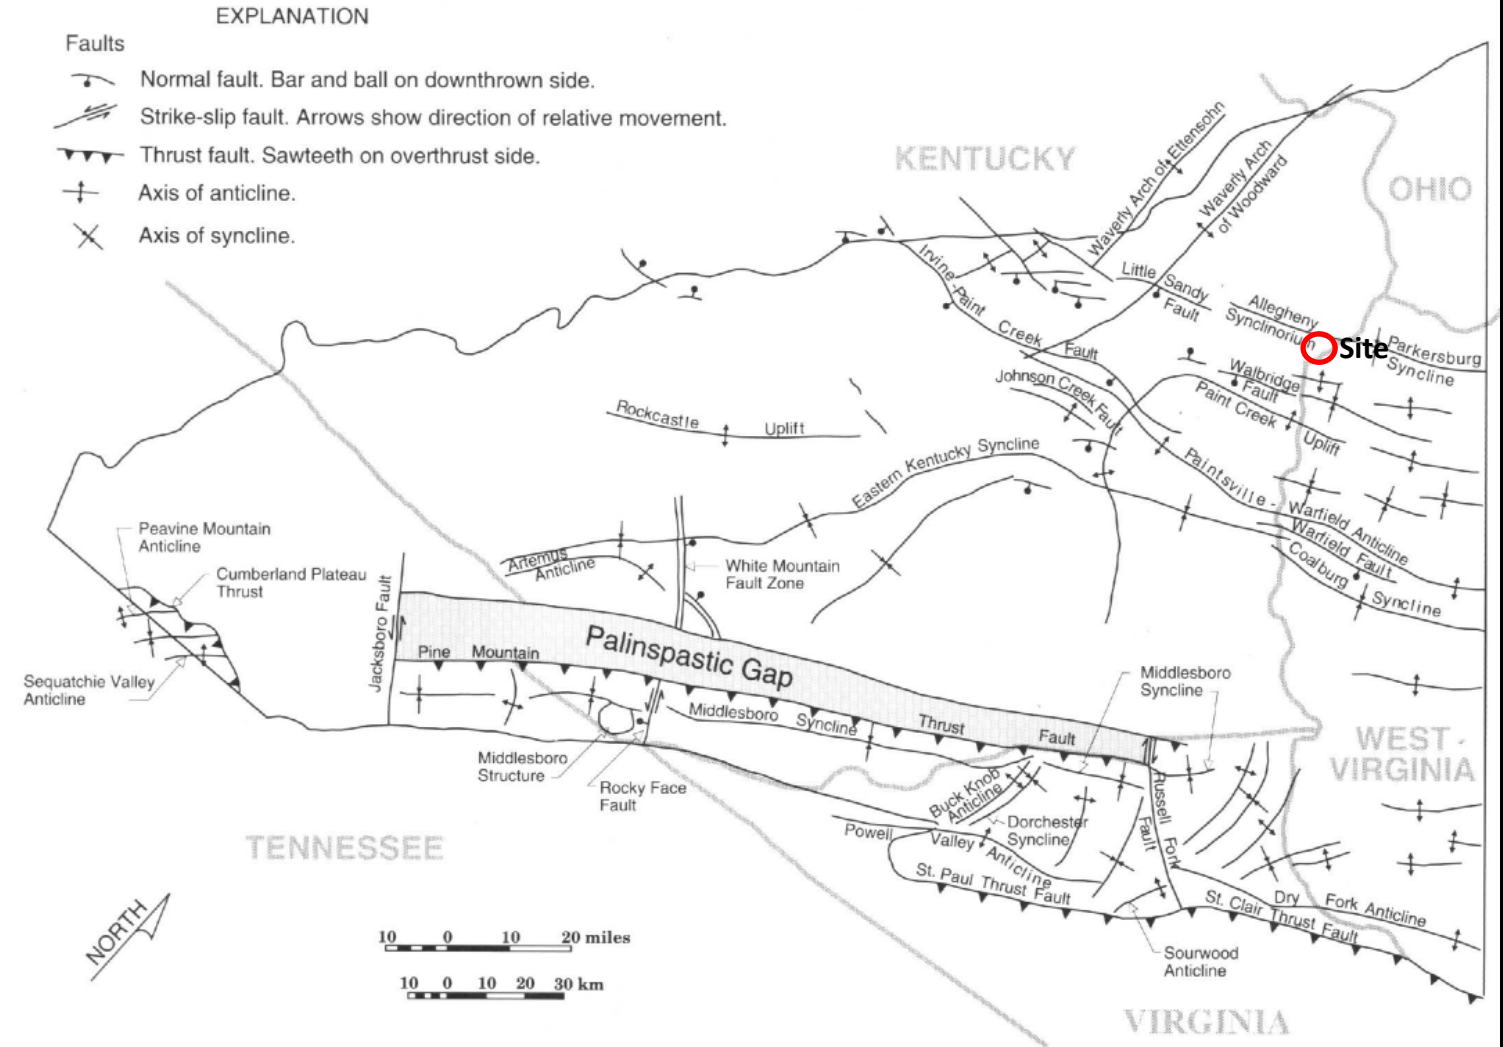 EXPLANATION
Faults
Normal fault. Bar and ball on downthrown side.
Strike-slip fault. Arrows show direction of relative movement.
Thrust fault. Sawteeth on overthrust side.
Axis of anticline.
Axis of syncline.
KENTUCKY
OHIO
Waverly Arch of Ettensohn
Waverly Arch
of Woodward
Irvine-Paint
Creek
Fault
Little Sandy
Fault
Allegheny
Synclinorium
Site
Parkersburg
Syncline
Walbridge
Fault
Paint Creek
Uplift
Johnson Creek Fault
Rockcastle
Uplift
Eastern Kentucky Syncline
Paintsville-
Warfield Anticline
Warfield Fault
Coalburg
Syncline
Peavine Mountain
Anticline
Cumberland Plateau
Thrust
Sequatchie Valley
Anticline
Jacksboro Fault
Artemus
Anticline
White Mountain
Fault Zone
Palinspastic Gap
Pine Mountain
Thrust
Fault
Middlesboro
Syncline
Middlesboro
Syncline
Middlesboro
Structure
Rocky Face
Fault
WEST
VIRGINIA
Buck Knob
Anticline
Dorchester
Syncline
Russell Fork
Fault
Powell
Valley
Anticline
St. Paul Thrust Fault
St. Clair Thrust Fault
Dry
Fork Anticline
Sourwood
Anticline
TENNESSEE
VIRGINIA
NORTH
10 0 10 20 miles
10 0 10 20 30 km